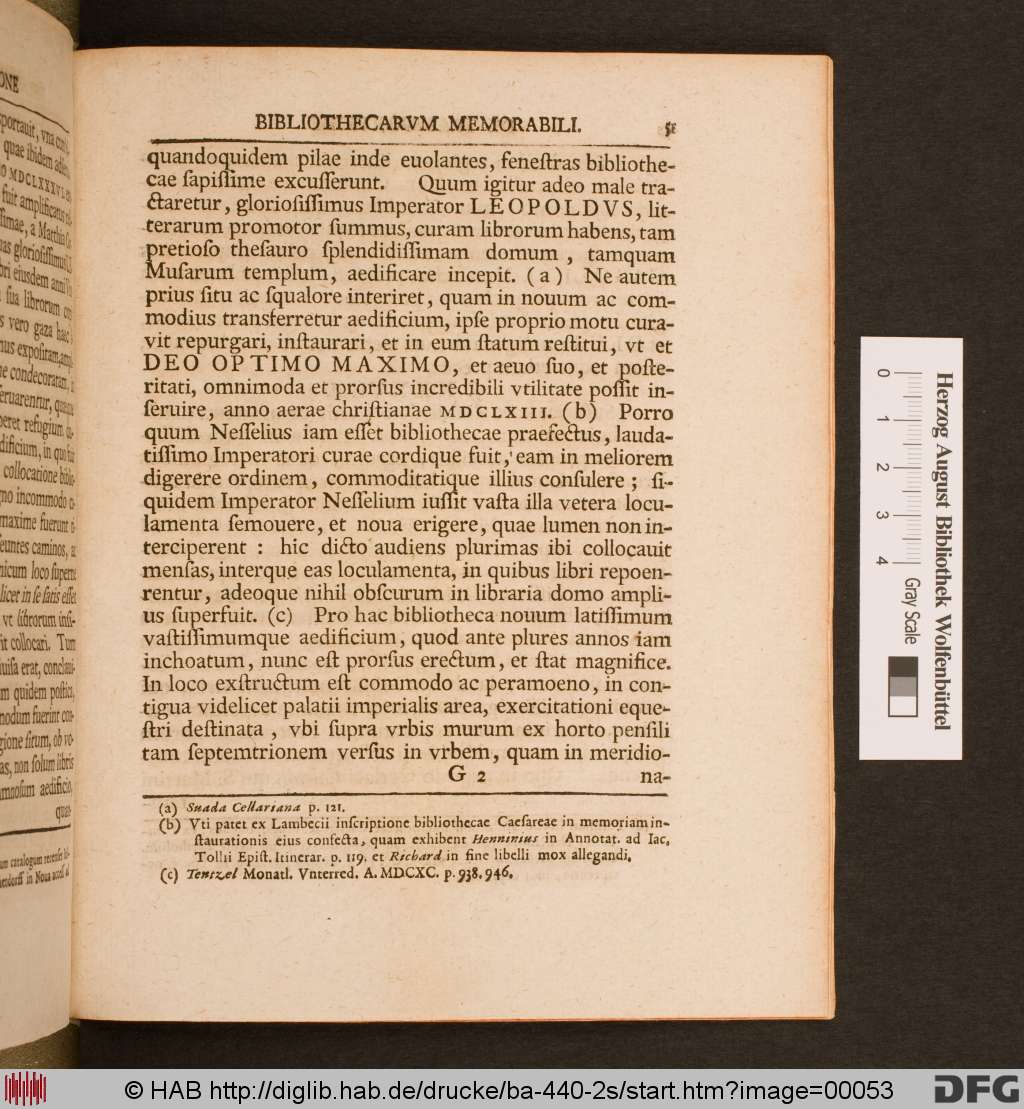 BIBLIOTHECARVM MEMORABILI. 51
quandoquidem pilae inde euolantes, feneſtras bibliothe-
cae ſapiſſime excuſſerunt. Quum igitur adeo male tra-
ctaretur, glorioſiſſimus Imperator LEOPOLDVS, lit-
terarum promotor ſummus, curam librorum habens, tam
pretioſo theſauro ſplendidiſſimam domum, tamquam
Muſarum templum, aedificare incepit. (a) Ne autem
prius ſitu ac ſqualore interiret, quam in nouum ac com-
modius transferretur aedificium, ipſe proprio motu cura-
vit repurgari, inſtaurari, et in eum ſtatum reſtitui, vt et
DEO OPTIMO MAXIMO, et aeuo ſuo, et poſte-
ritati, omnimoda et prorſus incredibili vtilitate poſſit in-
ſeruire, anno aerae chriſtianae MDCLXIII. (b) Porro
quum Neſſelius iam eſſet bibliothecae praefectus, lauda-
tiſſimo Imperatori curae cordique fuit, eam in meliorem
digerere ordinem, commoditatique illius conſulere; ſi-
quidem Imperator Neſſelium iuſſit vaſta illa vetera locu-
lamenta ſemouere, et noua erigere, quae lumen non in-
terciperent: hic dicto audiens plurimas ibi collocauit
menſas, interque eas loculamenta, in quibus libri repoen-
rentur, adeoque nihil obſcurum in libraria domo ampli-
us ſuperfuit. (c) Pro hac bibliotheca nouum latiſſimum
vaſtiſſimumque aedificium, quod ante plures annos iam
inchoatum, nunc eſt prorſus erectum, et ſtat magnifice.
In loco exſtructum eſt commodo ac peramoeno, in con-
tigua videlicet palatii imperialis area, exercitationi eque-
ſtri deſtinata, vbi ſupra vrbis murum ex horto penſili
tam ſeptemtrionem verſus in vrbem, quam in meridio-
G 2 na-
(a) Suada Cellariana p. 121.
(b) Vti patet ex Lambecii inſcriptione bibliothecae Caeſareae in memoriam in-
ſtaurationis eius confecta, quam exhibent Henninius in Annotat. ad Iac.
Tollii Epiſt. Itinerar. p. 119. et Richard in fine libelli mox allegandi.
(c) Tentzel Monatl. Vnterred. A. MDCXC. p. 938. 946.
0 1 2 3 4
Herzog August Bibliothek Wolfenbüttel
Gray Scale
© HAB http://diglib.hab.de/drucke/ba-440-2s/start.htm?image=00053
DFG